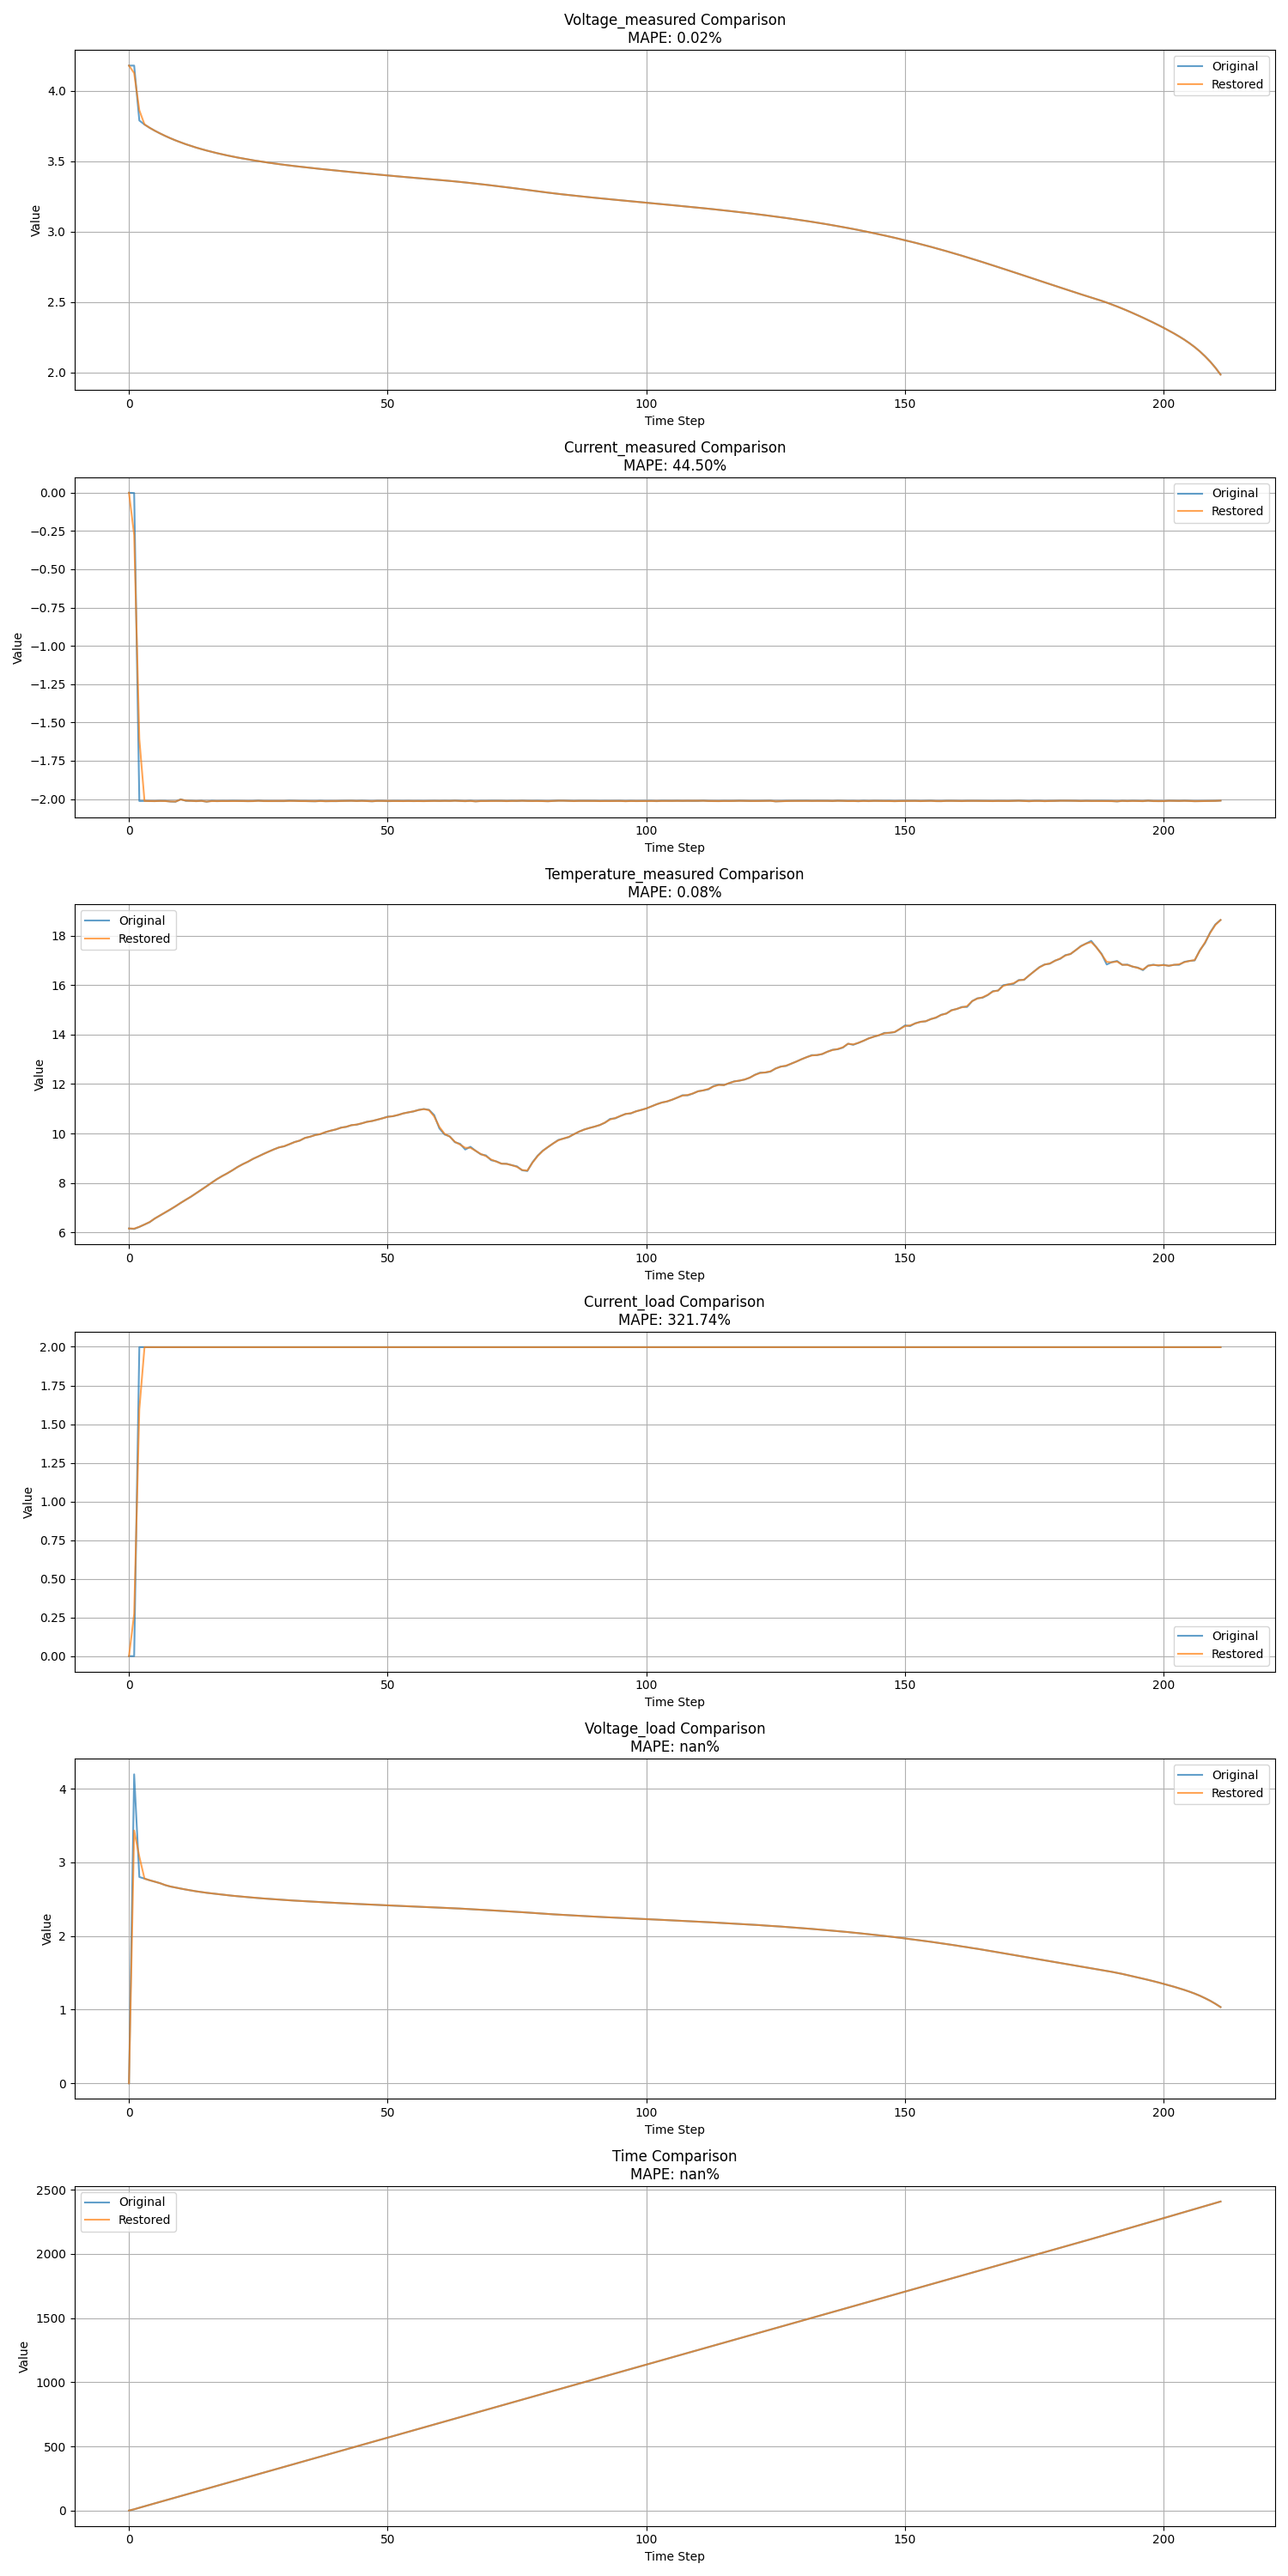 Voltage_measured Comparison
MAPE: 0.02%
Original
Restored
4.0
3.5
3.0
2.5
2.0
Value
0
50
100
150
200
Time Step
Current_measured Comparison
MAPE: 44.50%
Original
Restored
0.00
−0.25
−0.50
−0.75
−1.00
−1.25
−1.50
−1.75
−2.00
Value
0
50
100
150
200
Time Step
Temperature_measured Comparison
MAPE: 0.08%
Original
Restored
18
16
14
12
10
8
6
Value
0
50
100
150
200
Time Step
Current_load Comparison
MAPE: 321.74%
2.00
1.75
1.50
1.25
1.00
0.75
0.50
0.25
0.00
Value
Original
Restored
0
50
100
150
200
Time Step
Voltage_load Comparison
MAPE: nan%
Original
Restored
4
3
2
1
0
Value
0
50
100
150
200
Time Step
Time Comparison
MAPE: nan%
Original
Restored
2500
2000
1500
1000
500
0
Value
0
50
100
150
200
Time Step